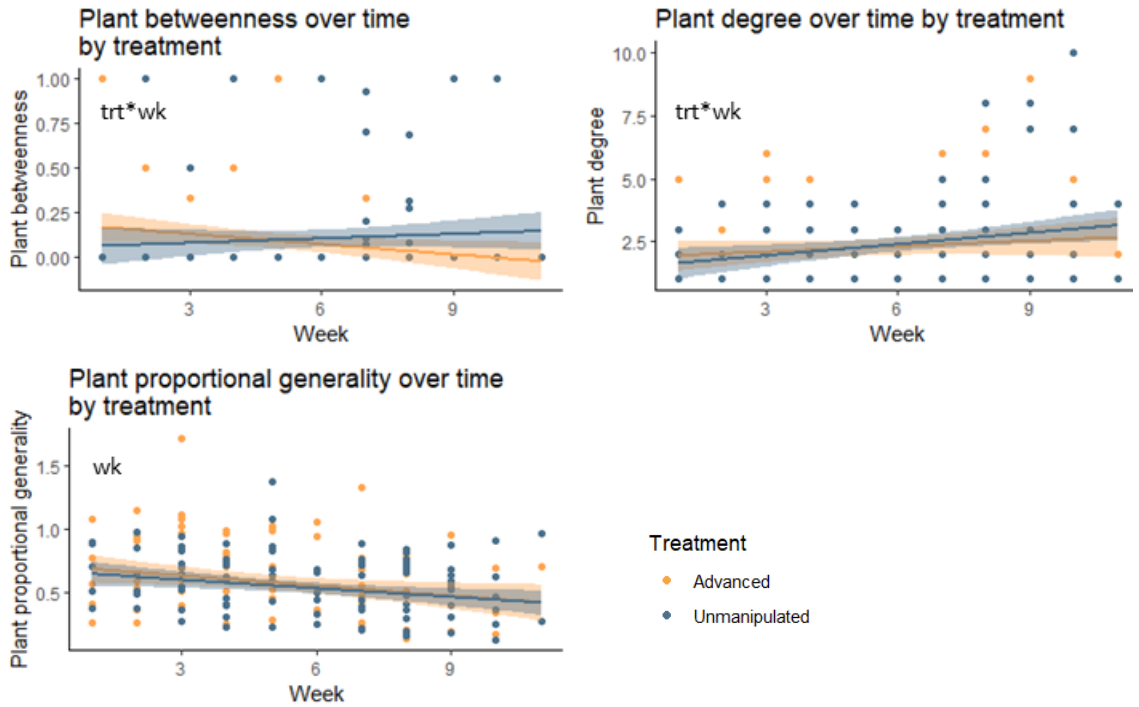 Plant betweenness over time
by treatment
Plant betweenness
1.00
0.75
0.50
0.25
0.00
trt*wk
3
6
9
Week
Plant degree over time by treatment
Plant degree
10.0
7.5
5.0
2.5
trt*wk
3
6
9
Week
Plant proportional generality over time
by treatment
Plant proportional generality
1.5
1.0
0.5
wk
3
6
9
Week
Treatment
Advanced
Unmanipulated